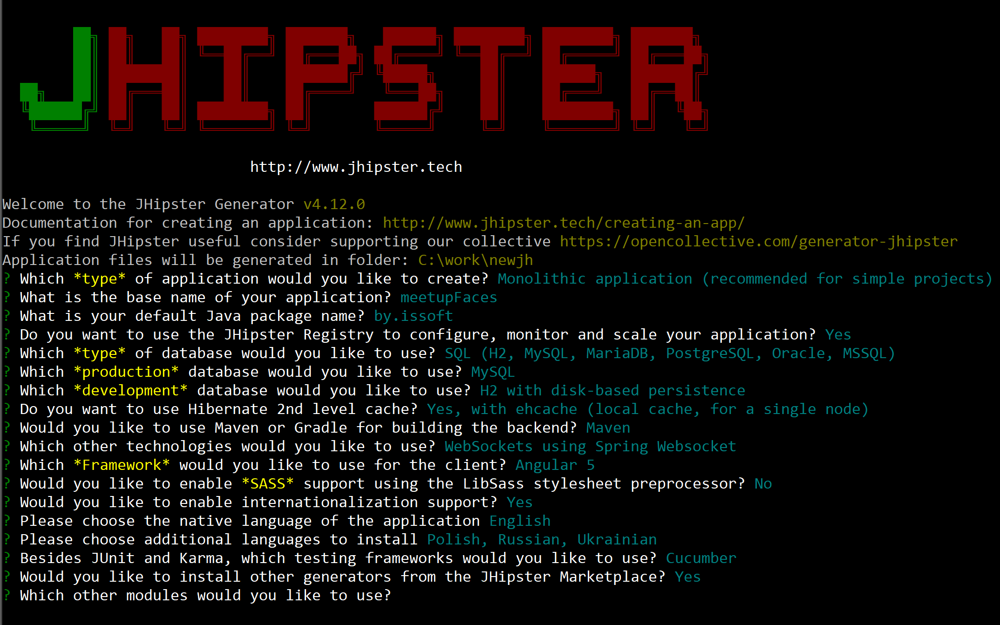 JHIPSTER
http://www.jhipster.tech
Welcome to the JHipster Generator v4.12.0
Documentation for creating an application: http://www.jhipster.tech/creating-an-app/
If you find JHipster useful consider supporting our collective https://opencollective.com/generator-jhipster
Application files will be generated in folder: C:\work\newjh
? Which *type* of application would you like to create? Monolithic application (recommended for simple projects)
? What is the base name of your application? meetupFaces
? What is your default Java package name? by.issoft
? Do you want to use the JHipster Registry to configure, monitor and scale your application? Yes
? Which *type* of database would you like to use? SQL (H2, MySQL, MariaDB, PostgreSQL, Oracle, MSSQL)
? Which *production* database would you like to use? MySQL
? Which *development* database would you like to use? H2 with disk-based persistence
? Do you want to use Hibernate 2nd level cache? Yes, with ehcache (local cache, for a single node)
? Would you like to use Maven or Gradle for building the backend? Maven
? Which other technologies would you like to use? WebSockets using Spring Websocket
? Which *Framework* would you like to use for the client? Angular 5
? Would you like to enable *SASS* support using the LibSass stylesheet preprocessor? No
? Would you like to enable internationalization support? Yes
? Please choose the native language of the application English
? Please choose additional languages to install Polish, Russian, Ukrainian
? Besides JUnit and Karma, which testing frameworks would you like to use? Cucumber
? Would you like to install other generators from the JHipster Marketplace? Yes
? Which other modules would you like to use?